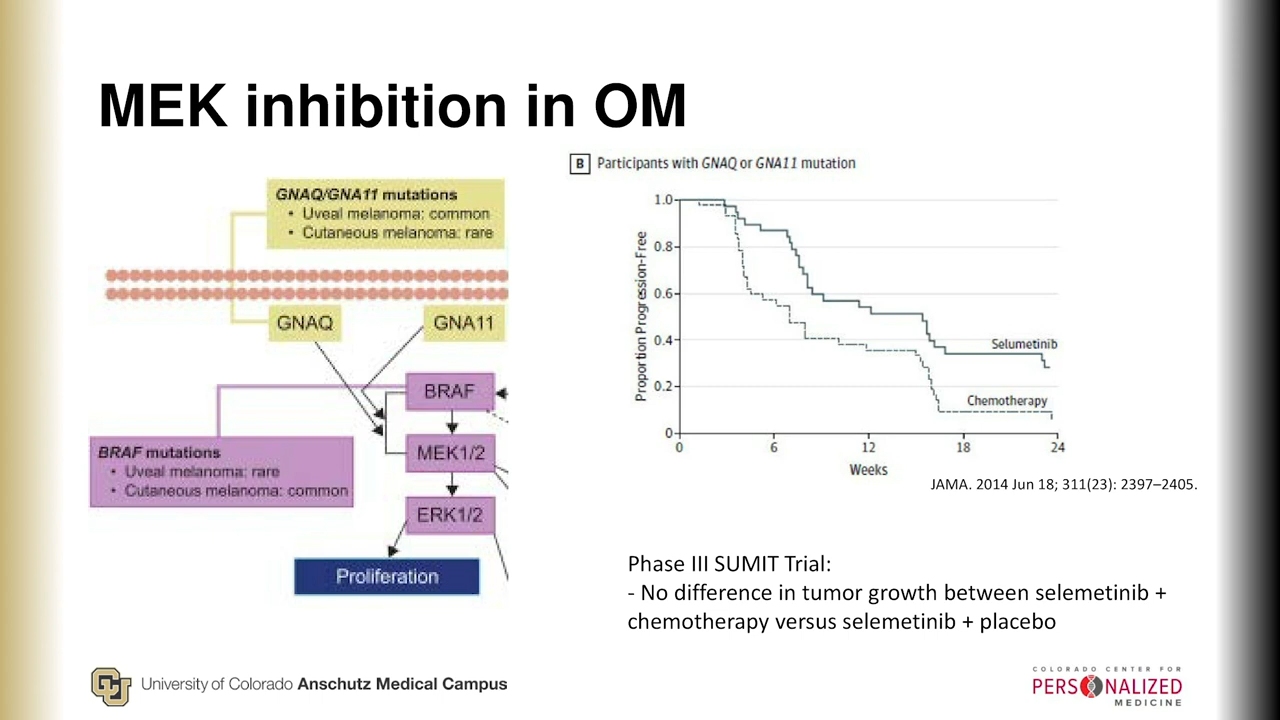 MEK inhibition in OM
GNAQ/GNA11 mutations
• Uveal melanoma: common
• Cutaneous melanoma: rare
GNAQ
GNA11
BRAF
BRAF mutations
• Uveal melanoma: rare
• Cutaneous melanoma: common
MEK1/2
ERK1/2
Proliferation
B Participants with GNAQ or GNA11 mutation
Proportion Progression-Free
1.0
0.8
0.6
0.4
0.2
0
Selumetinib
Chemotherapy
0 6 12 18 24
Weeks
JAMA. 2014 Jun 18; 311(23): 2397–2405.
Phase III SUMIT Trial:
- No difference in tumor growth between selemetinib +
chemotherapy versus selemetinib + placebo
CU University of Colorado Anschutz Medical Campus
COLORADO CENTER FOR
PERSONALIZED
MEDICINE